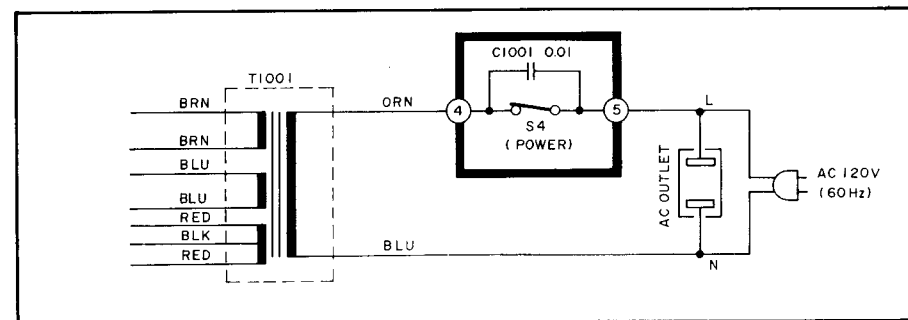 C1001 0.01
T1001
BRN
ORN
4
5
L
S4
(POWER)
BRN
BLU
AC OUTLET
AC 120V
(60Hz)
BLU
RED
BLK
BLU
RED
N